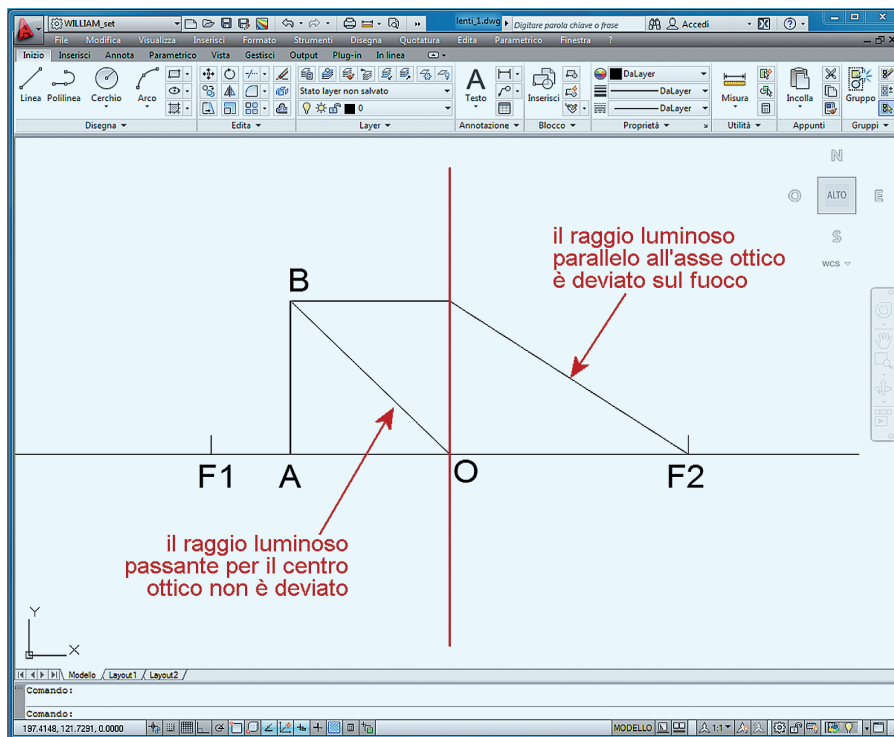 WILLIAM_set
lenti_1.dwg
Digitare parola chiave o frase
Accedi
File Modifica Visualizza Inserisci Formato Strumenti Disegna Quotatura Edita Parametrico Finestra ?
Inizio Inserisci Annota Parametrico Vista Gestisci Output Plug-in In linea
Linea Polilinea Cerchio Arco
Stato layer non salvato
0
A
Testo
Inserisci
DaLayer
DaLayer
DaLayer
Misura
Incolla
Gruppo
Disegna
Edita
Layer
Annotazione
Blocco
Proprietà
Utilità
Appunti
Gruppi
N
O
ALTO
E
S
WCS
il raggio luminoso
parallelo all'asse ottico
è deviato sul fuoco
B
F1
A
O
F2
il raggio luminoso
passante per il centro
ottico non è deviato
Y
X
Modello Layout1 Layout2
Comando:
Comando:
197.4148, 121.7291, 0.0000
MODELLO
1:1